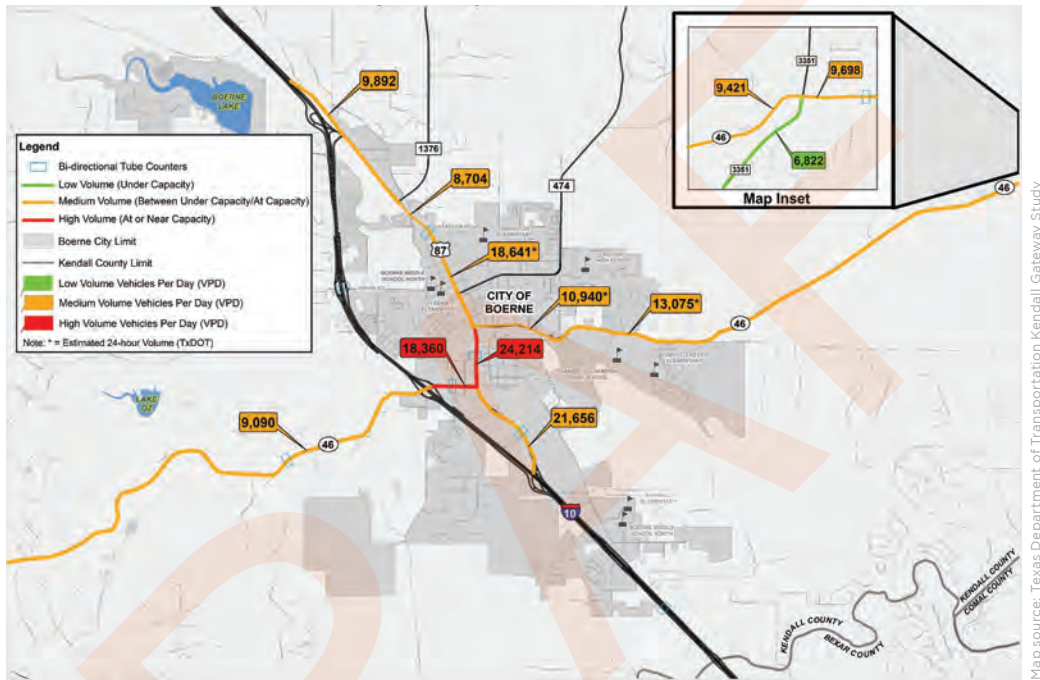 9,892
BOERNE
LAKE
1376
8,704
474
87
18,641*
CITY OF
BOERNE
10,940*
13,075*
46
46
18,360
24,214
21,656
LAKE
OZ
9,090
46
10
KENDALL COUNTY
BEXAR COUNTY
KENDALL COUNTY
COMAL COUNTY
Legend
Bi-directional Tube Counters
Low Volume (Under Capacity)
Medium Volume (Between Under Capacity/At Capacity)
High Volume (At or Near Capacity)
Boerne City Limit
Kendall County Limit
Low Volume Vehicles Per Day (VPD)
Medium Volume Vehicles Per Day (VPD)
High Volume Vehicles Per Day (VPD)
Note: * = Estimated 24-hour Volume (TxDOT)
3351
9,421
9,698
46
3351
6,822
Map Inset
Map source: Texas Department of Transportation Kendall Gateway Study